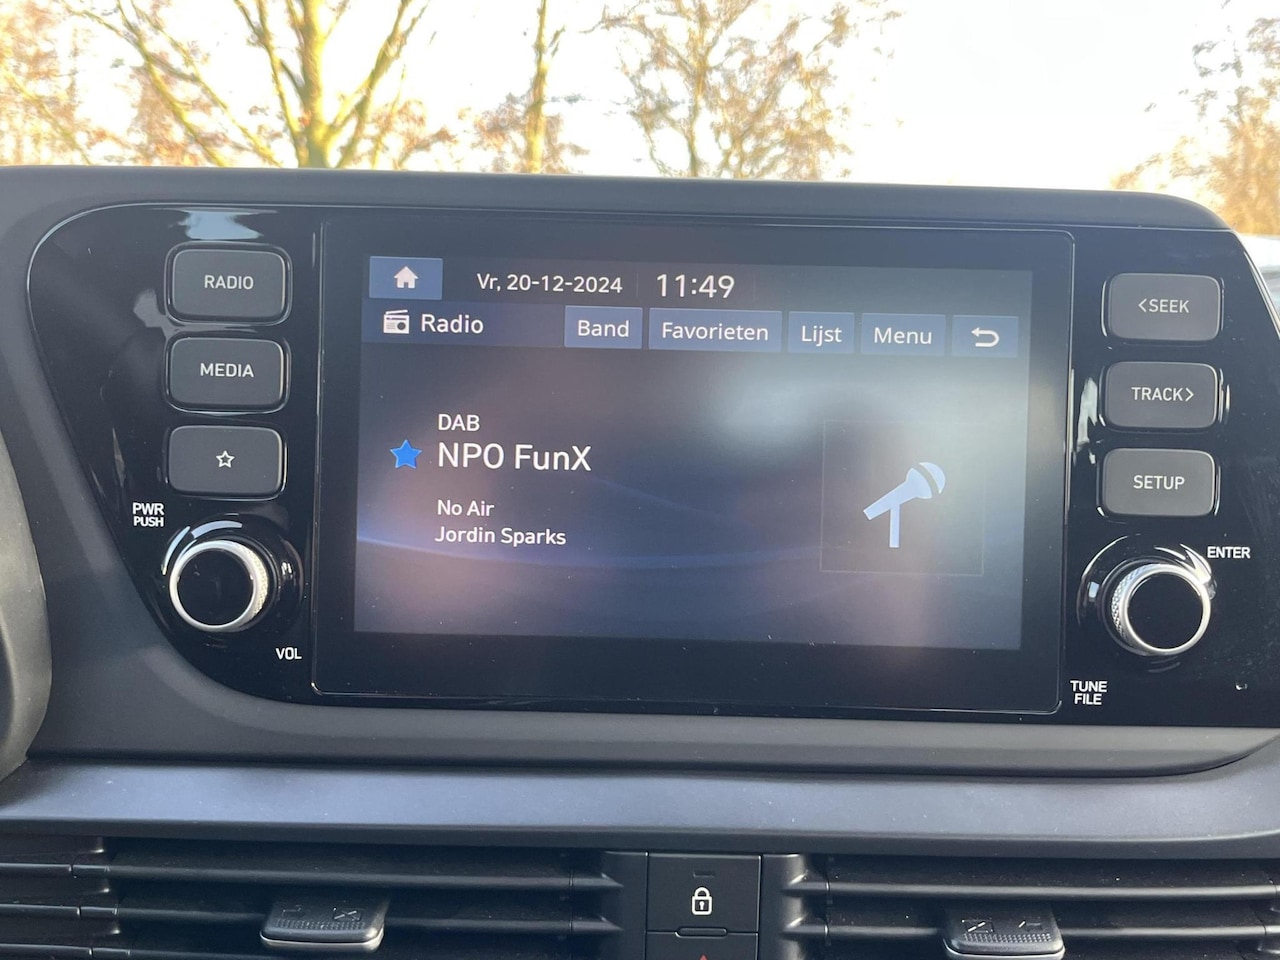 RADIO
MEDIA
PWR
PUSH
VOL
Vr, 20-12-2024 11:49
Radio Band Favorieten Lijst Menu
DAB
NPO FunX
No Air
Jordin Sparks
<SEEK
TRACK>
SETUP
ENTER
TUNE
FILE